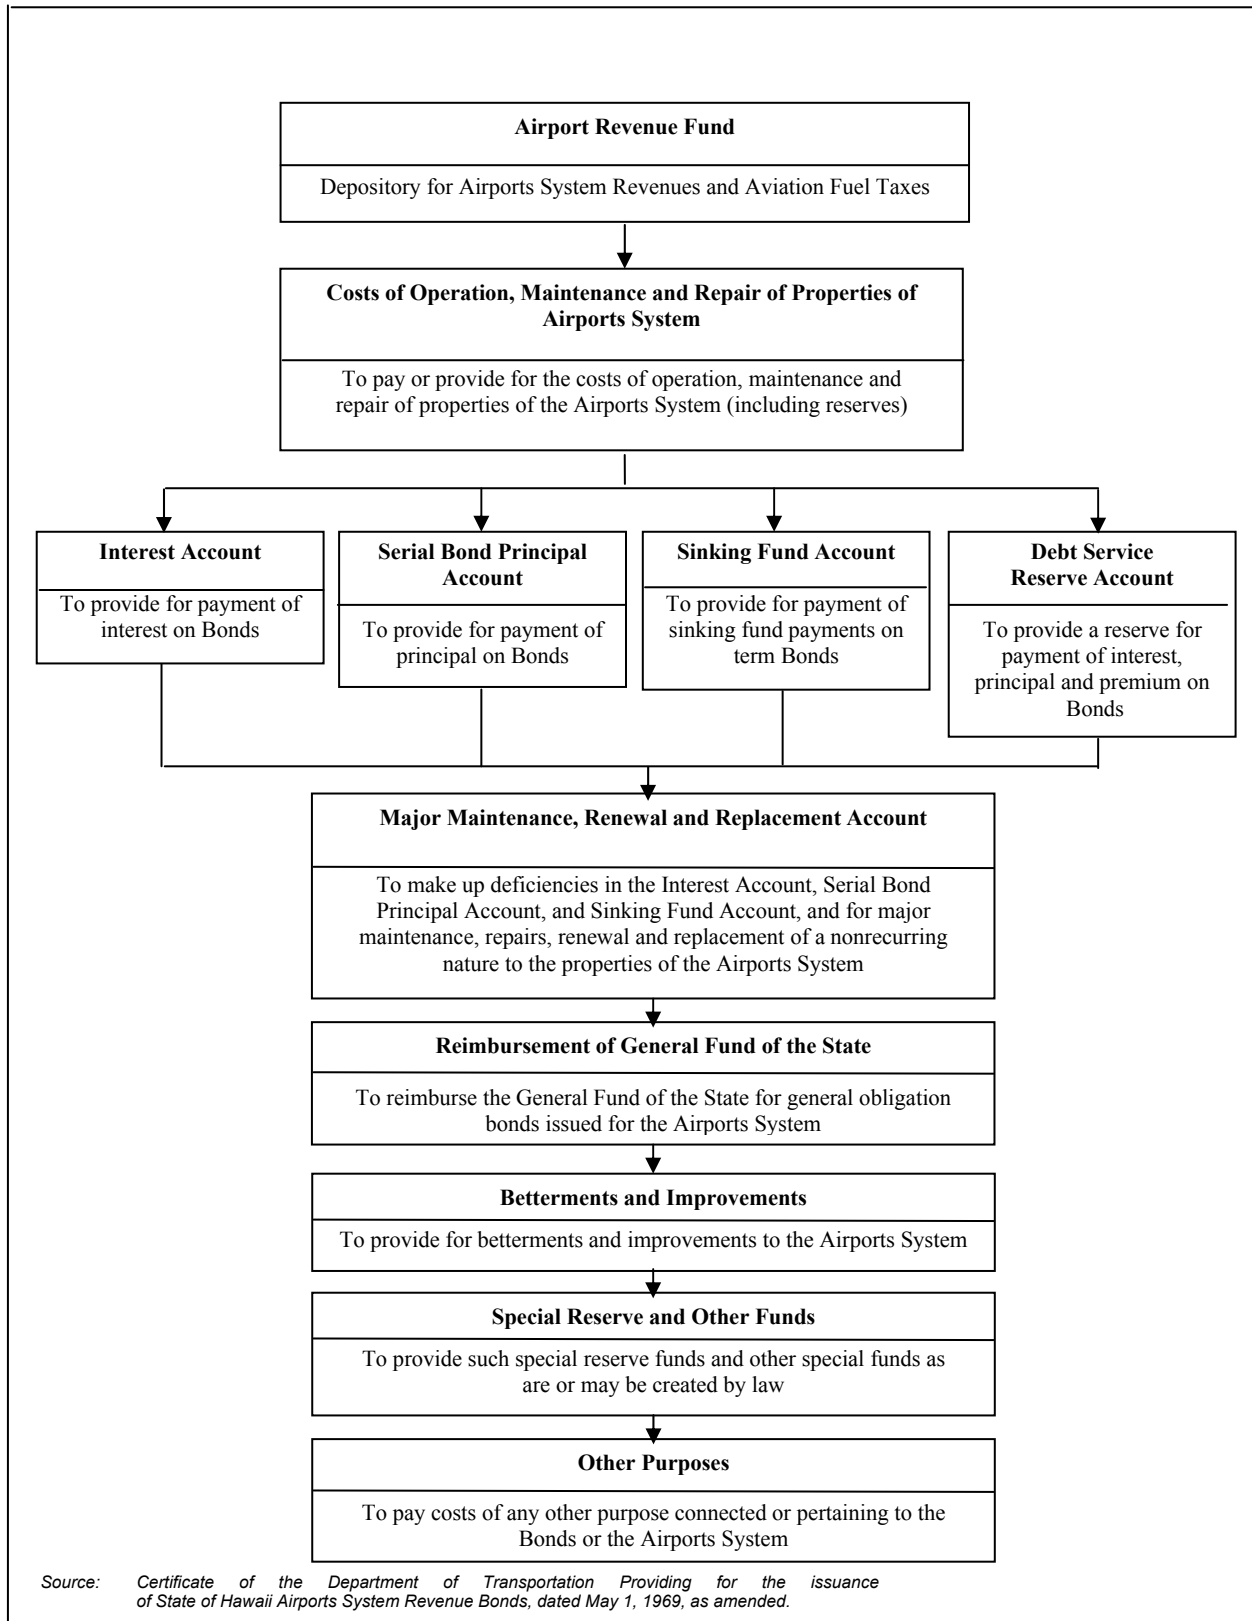 Airport Revenue Fund
Depository for Airports System Revenues and Aviation Fuel Taxes
Costs of Operation, Maintenance and Repair of Properties of
Airports System
To pay or provide for the costs of operation, maintenance and
repair of properties of the Airports System (including reserves)
Interest Account
To provide for payment of
interest on Bonds
Serial Bond Principal
Account
To provide for payment of
principal on Bonds
Sinking Fund Account
To provide for payment of
sinking fund payments on
term Bonds
Debt Service
Reserve Account
To provide a reserve for
payment of interest,
principal and premium on
Bonds
Major Maintenance, Renewal and Replacement Account
To make up deficiencies in the Interest Account, Serial Bond
Principal Account, and Sinking Fund Account, and for major
maintenance, repairs, renewal and replacement of a nonrecurring
nature to the properties of the Airports System
Reimbursement of General Fund of the State
To reimburse the General Fund of the State for general obligation
bonds issued for the Airports System
Betterments and Improvements
To provide for betterments and improvements to the Airports System
Special Reserve and Other Funds
To provide such special reserve funds and other special funds as
are or may be created by law
Other Purposes
To pay costs of any other purpose connected or pertaining to the
Bonds or the Airports System
Source: Certificate of the Department of Transportation Providing for the issuance
of State of Hawaii Airports System Revenue Bonds, dated May 1, 1969, as amended.